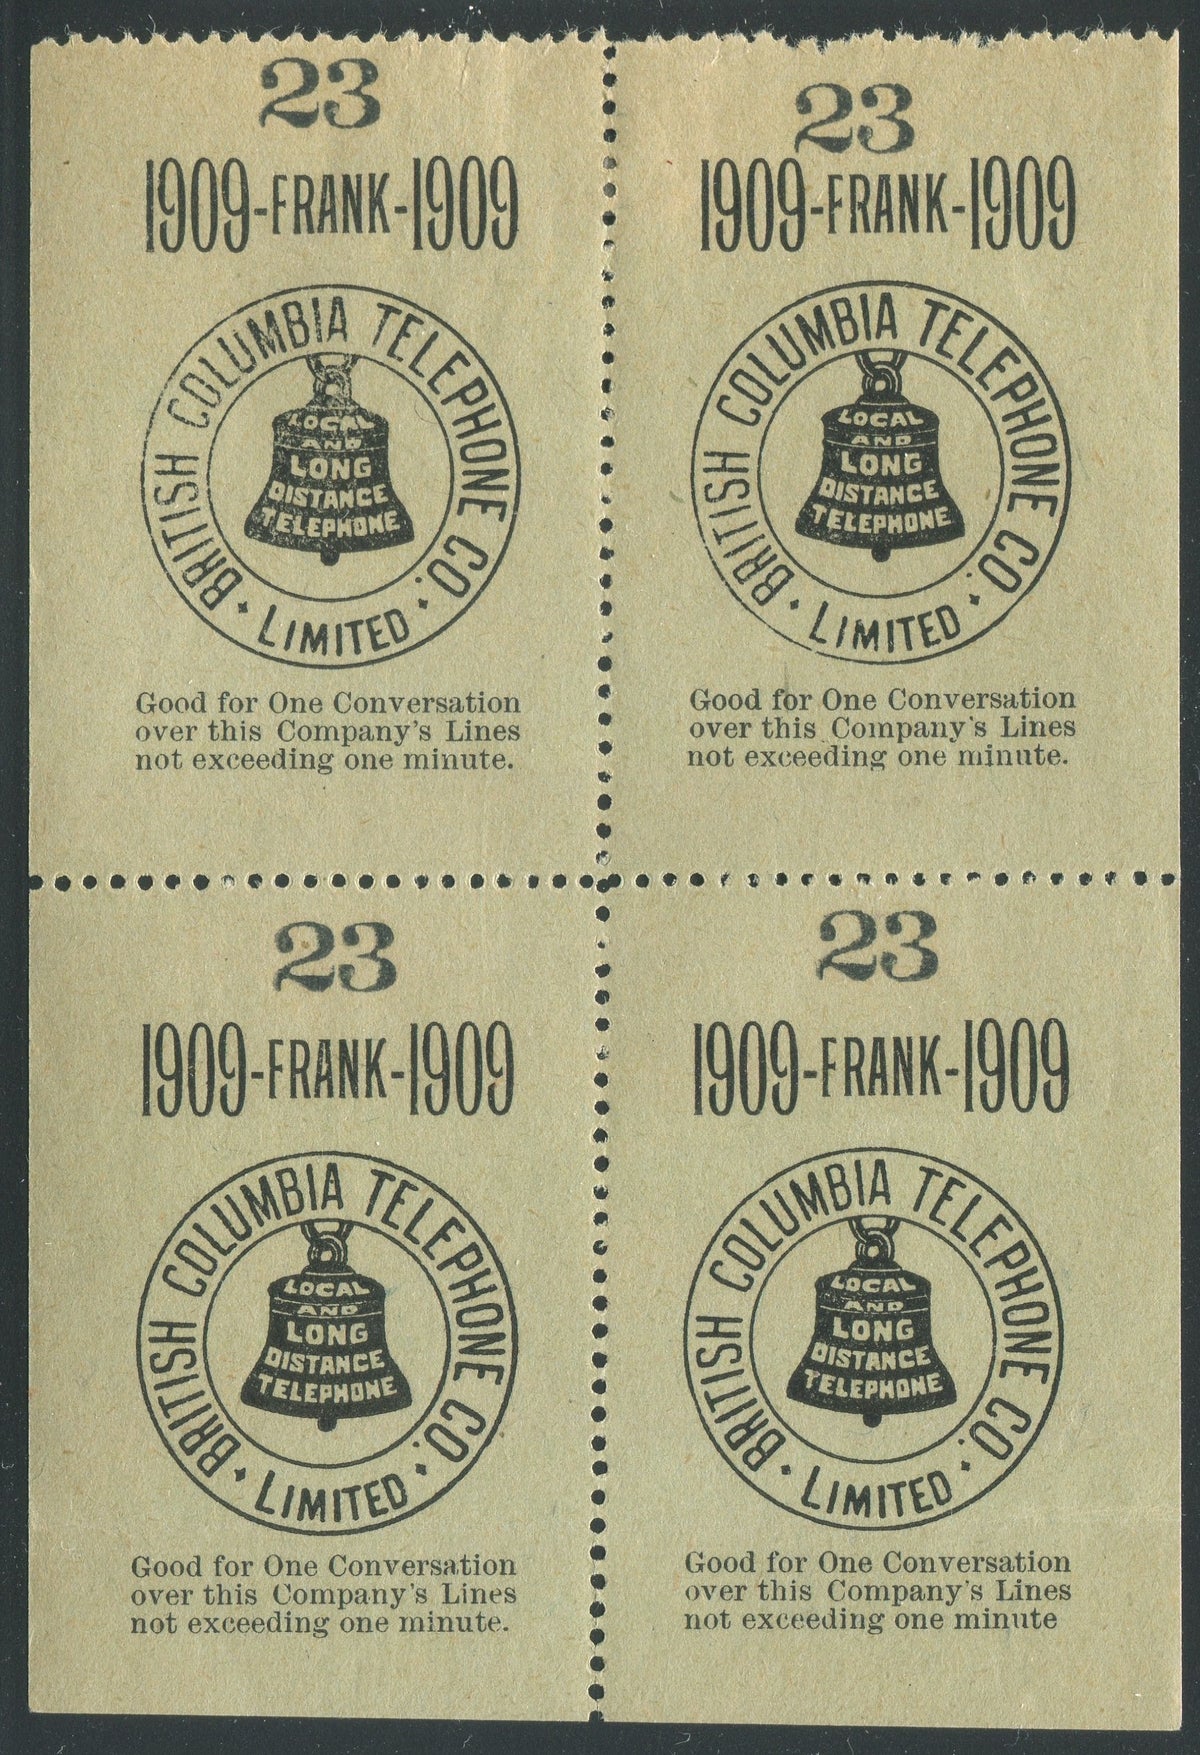 23
1909-FRANK-1909
BRITISH COLUMBIA TELEPHONE CO.
· LIMITED ·
LOCAL
AND
LONG
DISTANCE
TELEPHONE
Good for One Conversation
over this Company's Lines
not exceeding one minute.
23
1909-FRANK-1909
BRITISH COLUMBIA TELEPHONE CO.
· LIMITED ·
LOCAL
AND
LONG
DISTANCE
TELEPHONE
Good for One Conversation
over this Company's Lines
not exceeding one minute.
23
1909-FRANK-1909
BRITISH COLUMBIA TELEPHONE CO.
· LIMITED ·
LOCAL
AND
LONG
DISTANCE
TELEPHONE
Good for One Conversation
over this Company's Lines
not exceeding one minute.
23
1909-FRANK-1909
BRITISH COLUMBIA TELEPHONE CO.
· LIMITED ·
LOCAL
AND
LONG
DISTANCE
TELEPHONE
Good for One Conversation
over this Company's Lines
not exceeding one minute